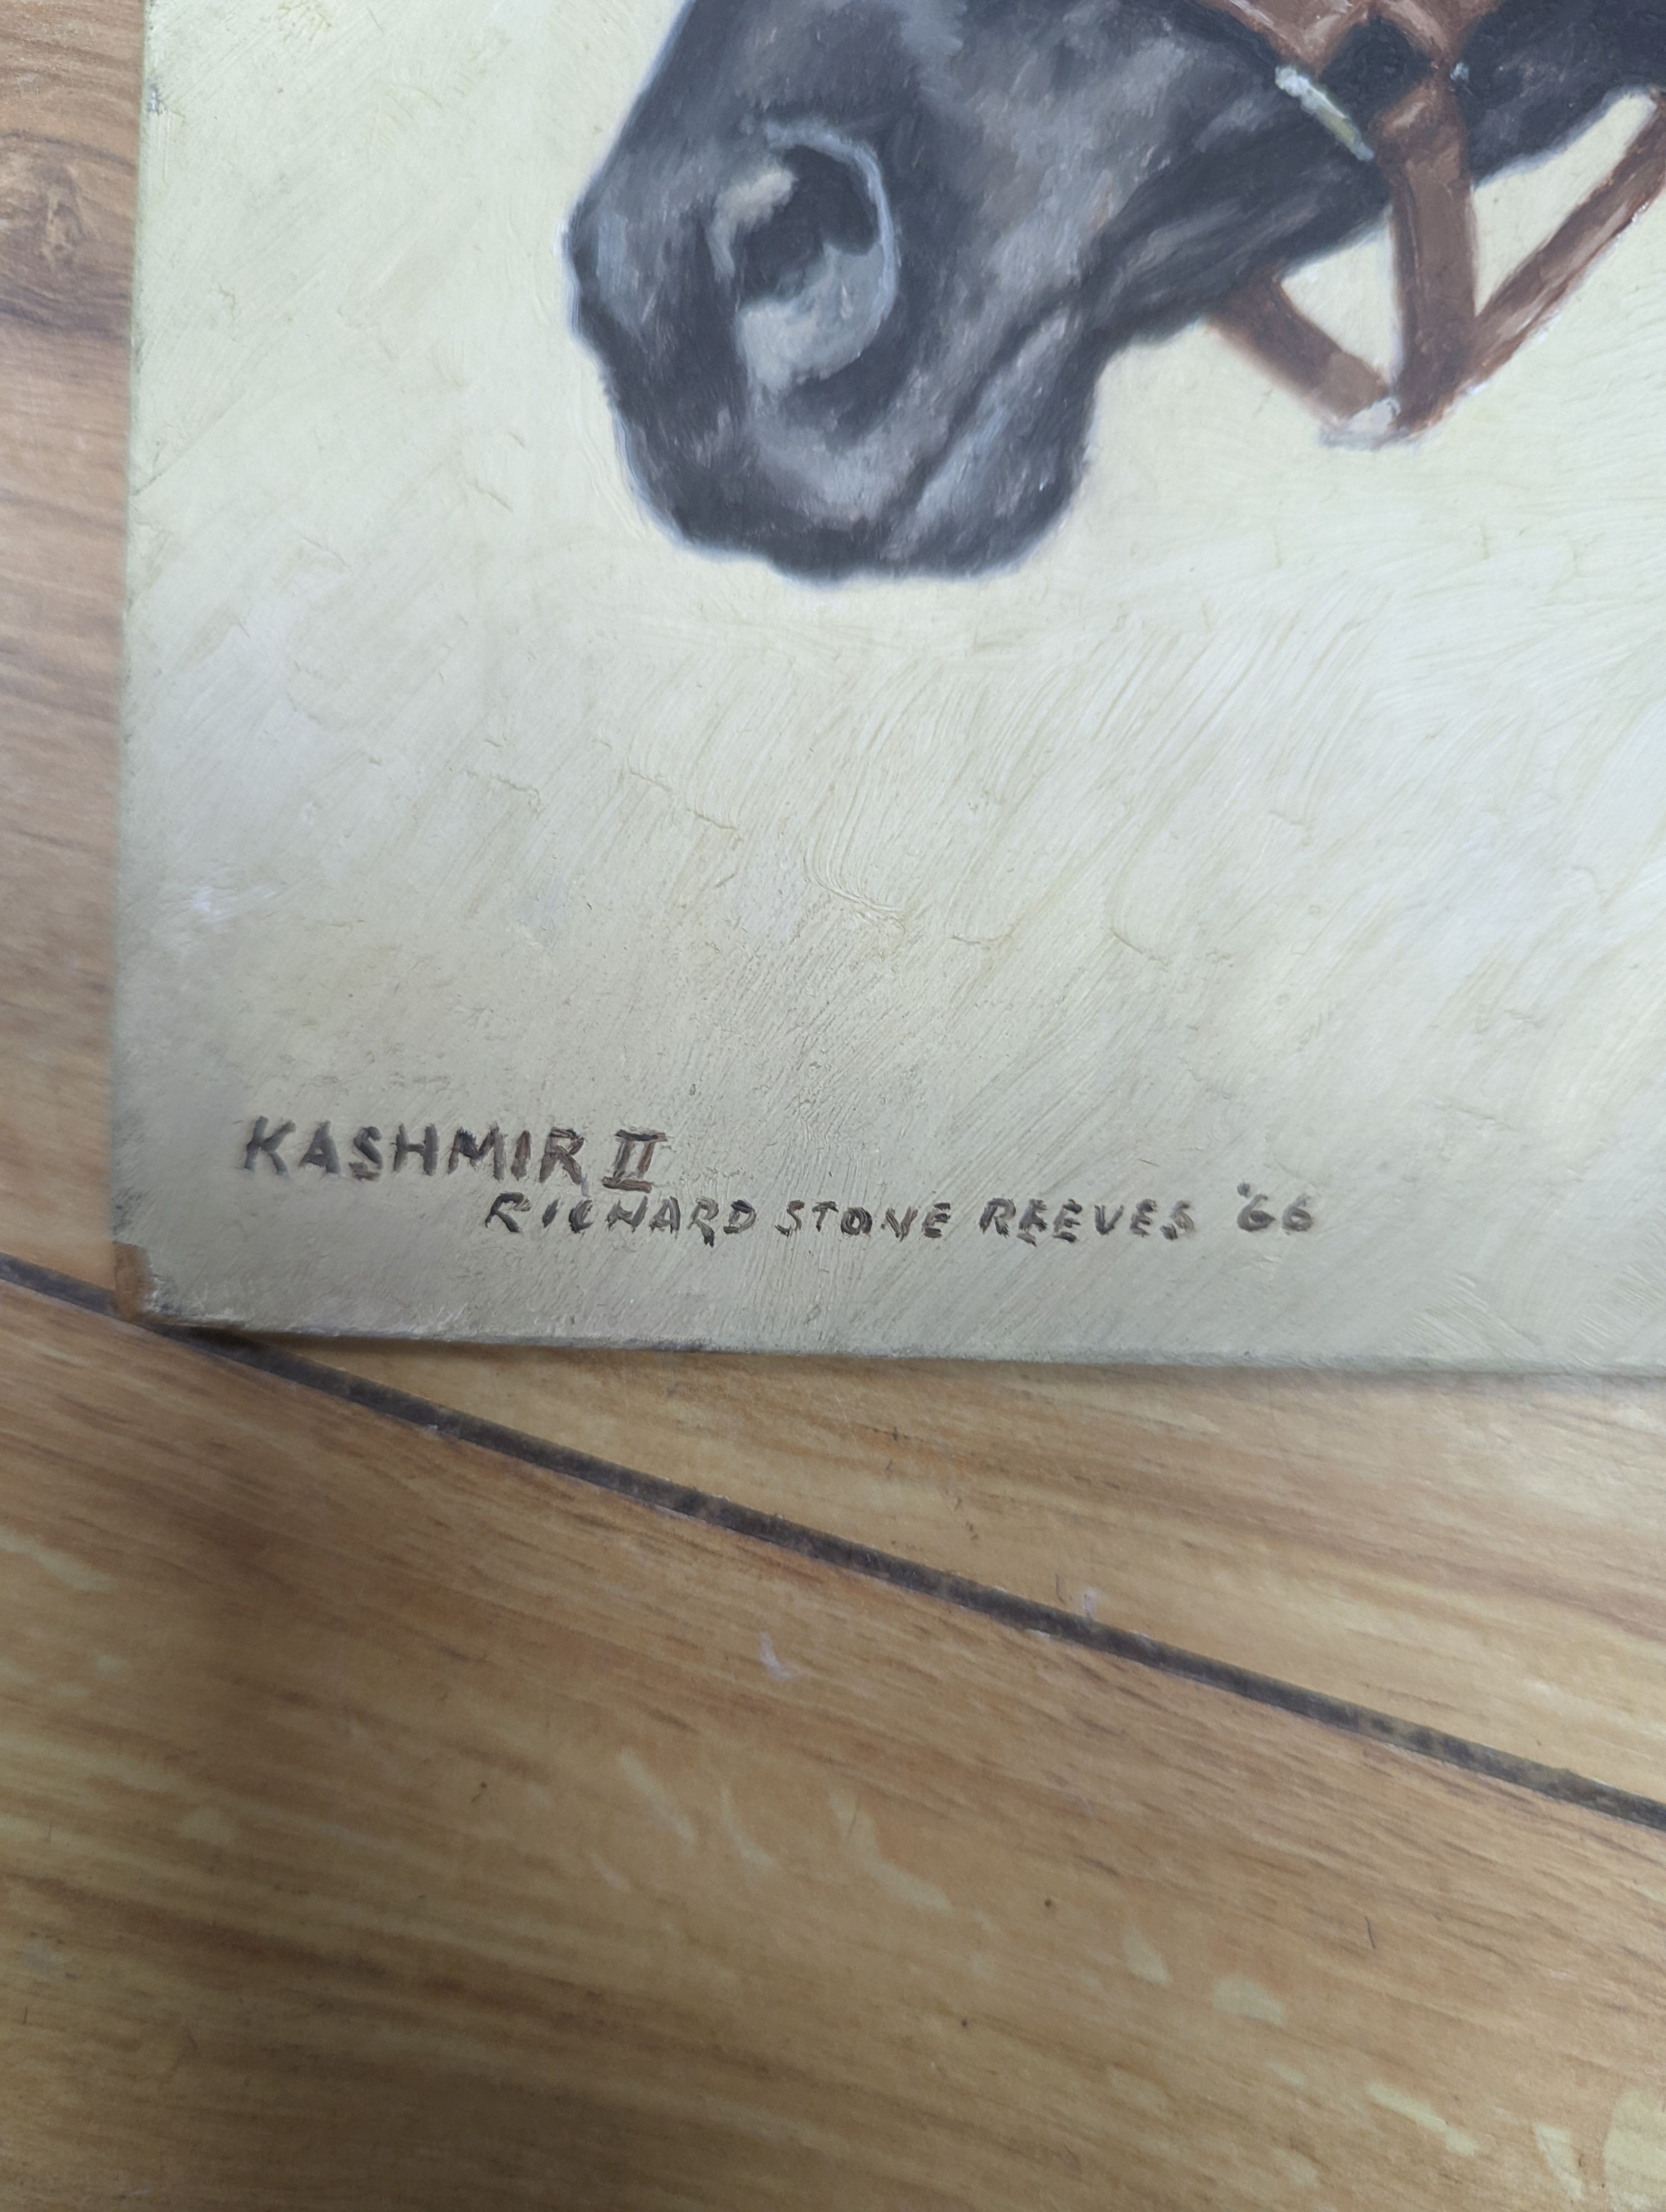 KASHMIR II
RICHARD STONE REEVES '66